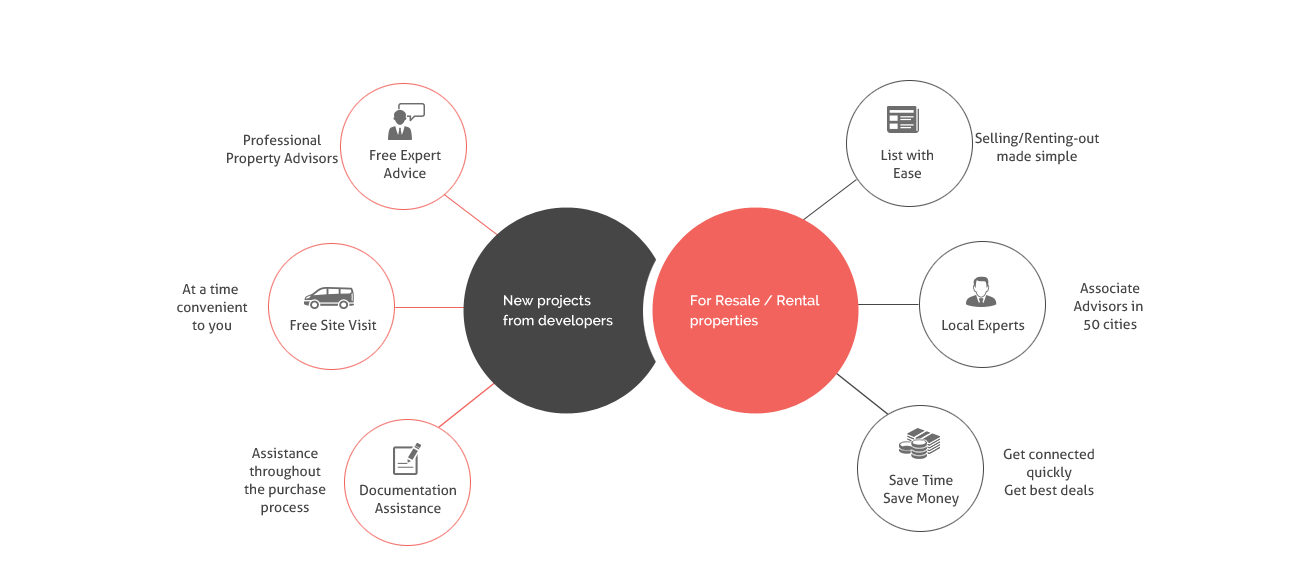 Professional
Property Advisors
Free Expert
Advice
At a time
convenient
to you
Free Site Visit
Assistance
throughout
the purchase
process
Documentation
Assistance
New projects
from developers
For Resale / Rental
properties
List with
Ease
Selling/Renting-out
made simple
Local Experts
Associate
Advisors in
50 cities
Save Time
Save Money
Get connected
quickly
Get best deals